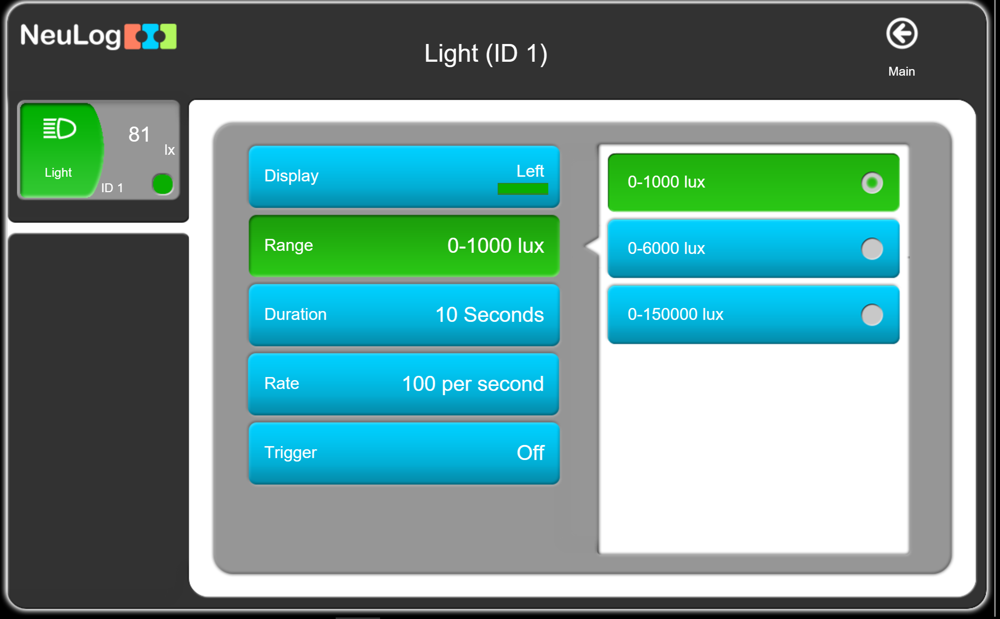 NeuLog
Light (ID 1)
Main
81
lx
Light
ID 1
Display
Left
Range
0-1000 lux
Duration
10 Seconds
Rate
100 per second
Trigger
Off
0-1000 lux
0-6000 lux
0-150000 lux